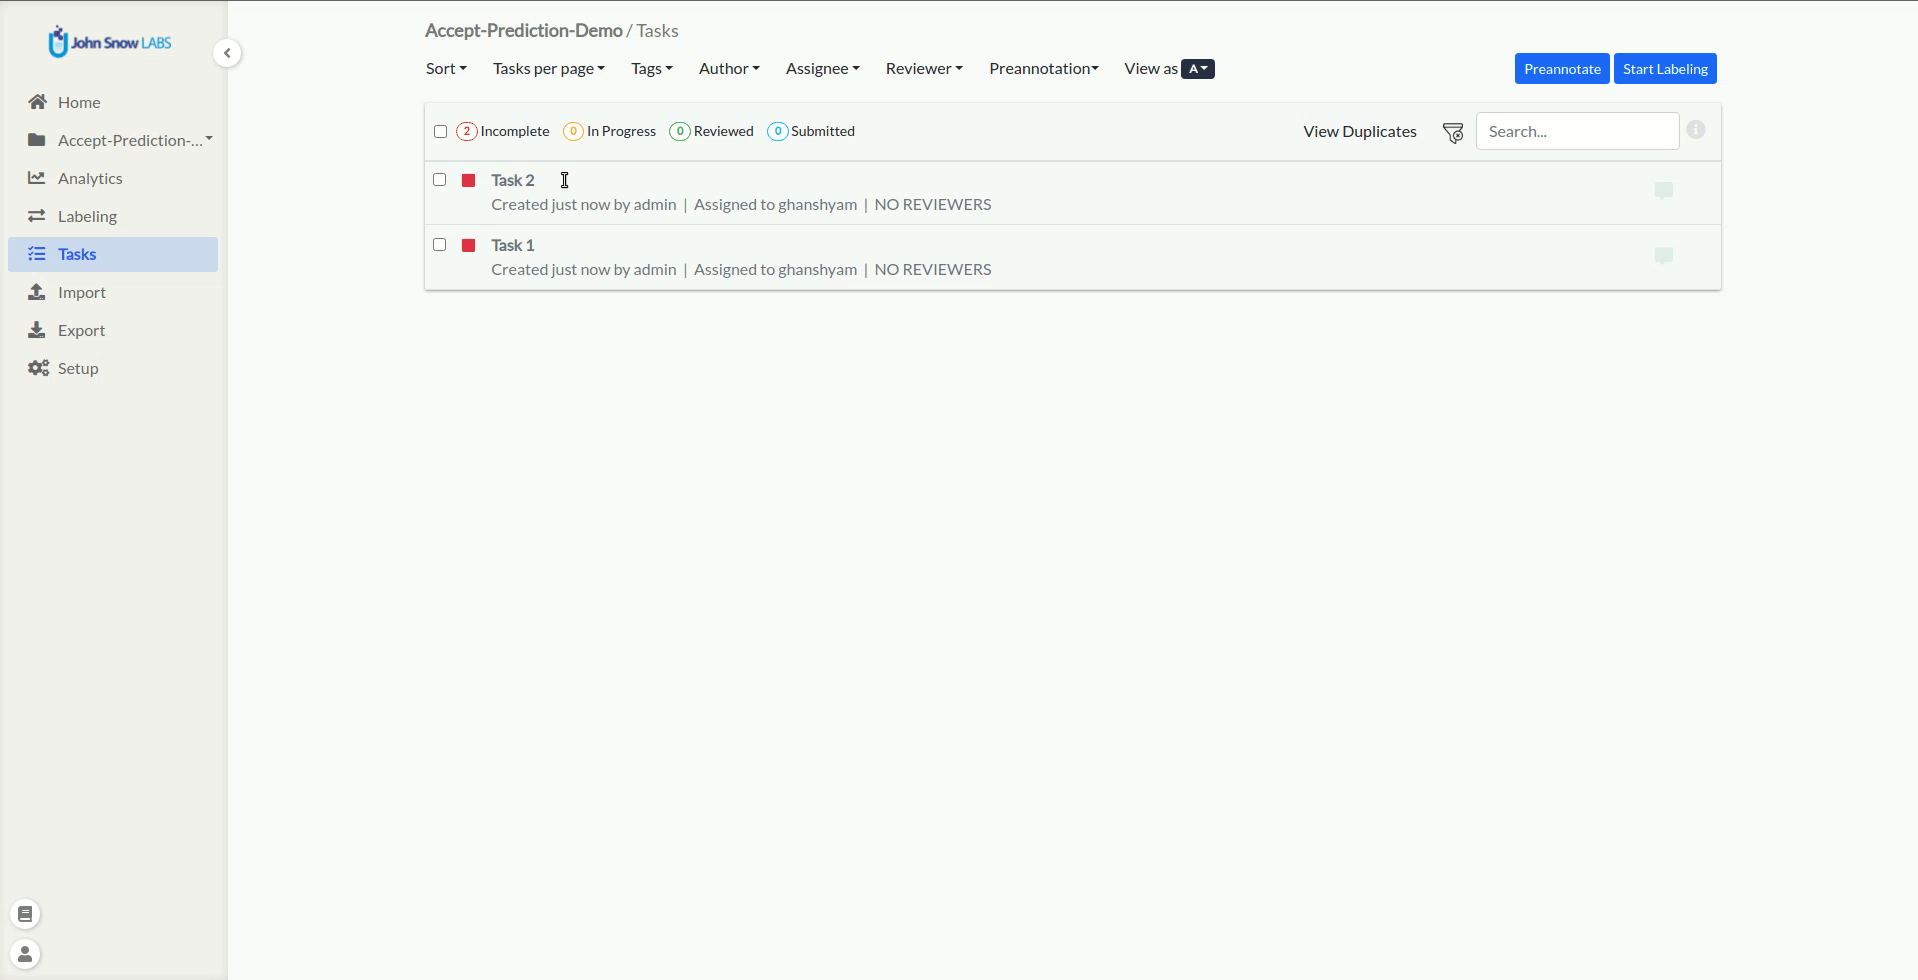 John Snow LABS
Home
Accept-Prediction-...
Analytics
Labeling
Tasks
Import
Export
Setup
Accept-Prediction-Demo / Tasks
Sort Tasks per page Tags Author Assignee Reviewer Preannotation View as A Preannotate Start Labeling
2 Incomplete 0 In Progress 0 Reviewed 0 Submitted View Duplicates Search...
Task 2
Created just now by admin | Assigned to ghanshyam | NO REVIEWERS
Task 1
Created just now by admin | Assigned to ghanshyam | NO REVIEWERS